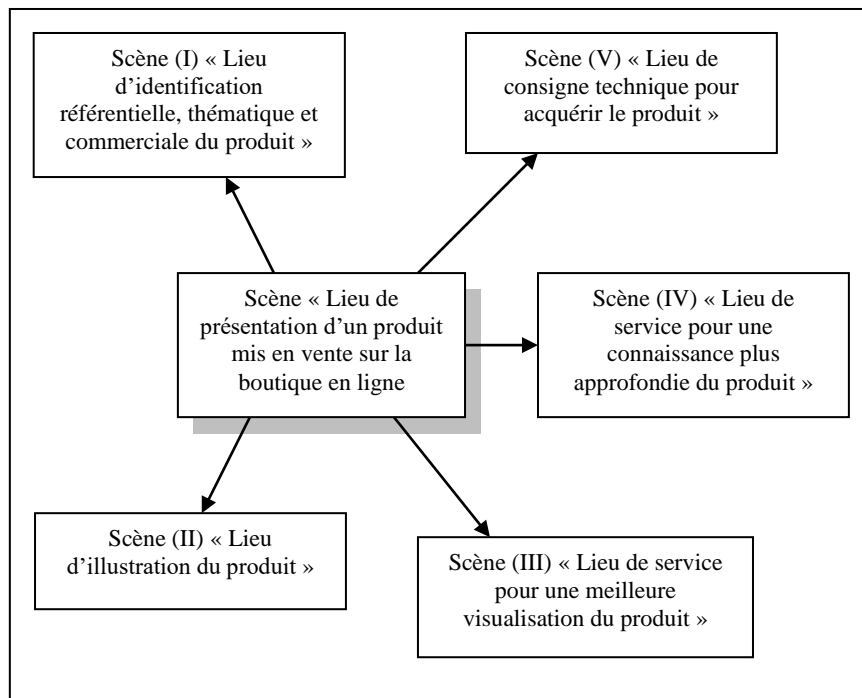 Scène (I) « Lieu
d’identification
référentielle, thématique et
commerciale du produit »
Scène (V) « Lieu de
consigne technique pour
acquérir le produit »
Scène « Lieu de
présentation d’un produit
mis en vente sur la
boutique en ligne
Scène (IV) « Lieu de
service pour une
connaissance plus
approfondie du produit »
Scène (II) « Lieu
d’illustration du produit »
Scène (III) « Lieu de service
pour une meilleure
visualisation du produit »